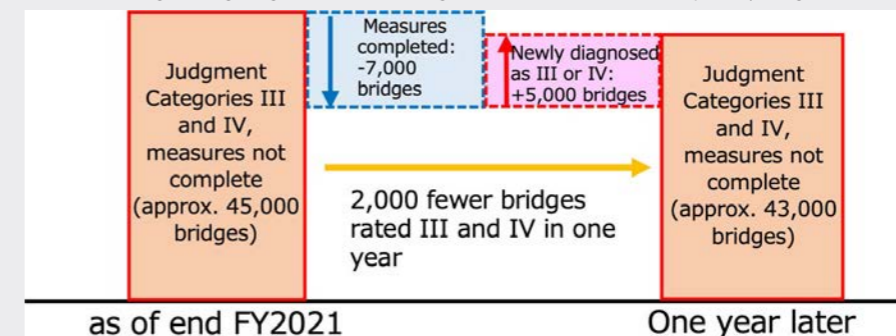 Judgment
Categories III
and IV,
measures not
complete
(approx. 45,000
bridges)
Measures
completed:
-7,000
bridges
Newly diagnosed
as III or IV:
+5,000 bridges
2,000 fewer bridges
rated III and IV in one
year
Judgment
Categories III
and IV,
measures not
complete
(approx. 43,000
bridges)
as of end FY2021
One year later